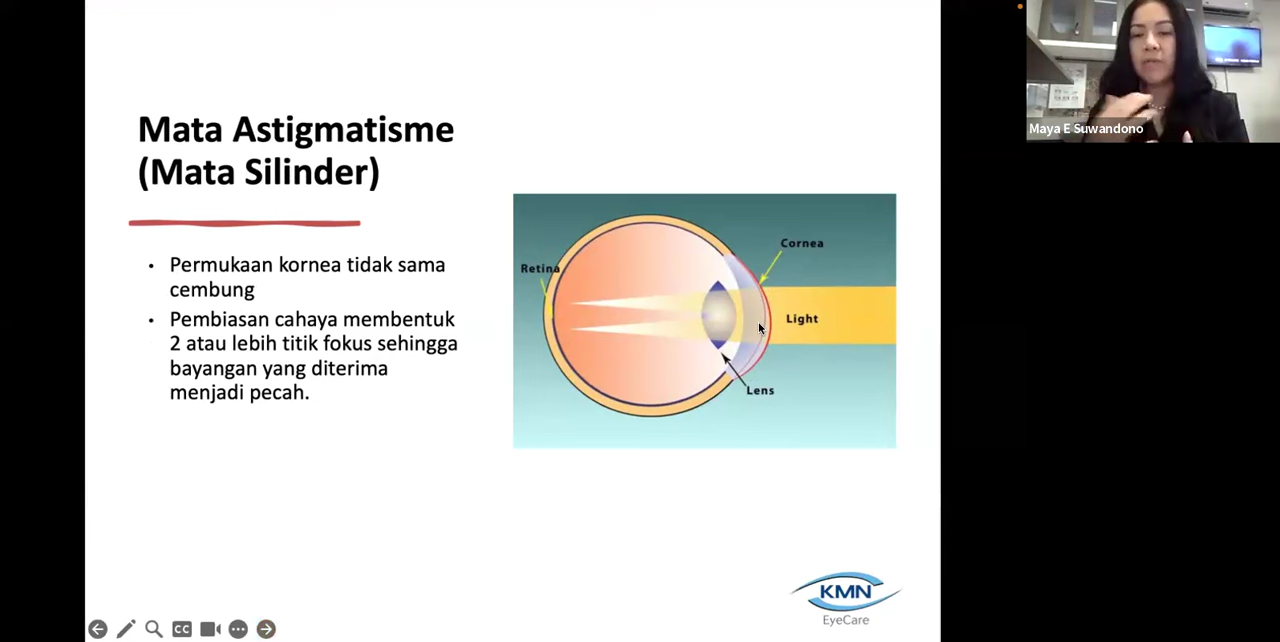 Mata Astigmatisme
(Mata Silinder)
• Permukaan kornea tidak sama
cembung
• Pembiasan cahaya membentuk
2 atau lebih titik fokus sehingga
bayangan yang diterima
menjadi pecah.
Retina
Cornea
Light
Lens
KMN
EyeCare
CC
Maya E Suwandono